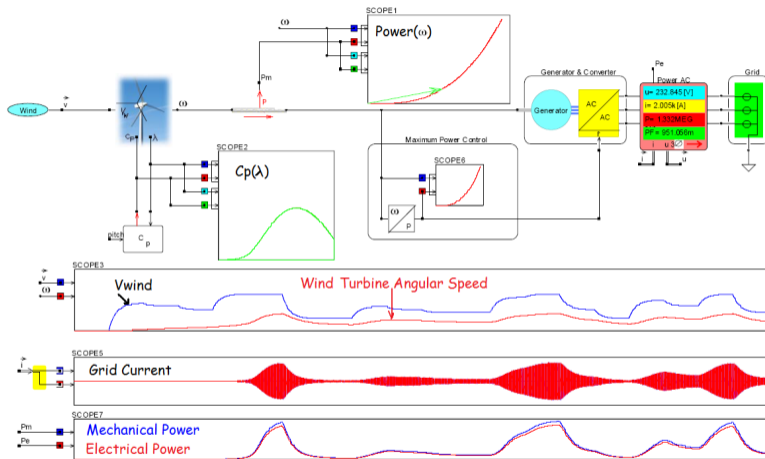 SCOPE1
ω
Power(ω)
Pm
Wind
v
Vw
ω
P
Cp
λ
SCOPE2
Cp(λ)
pitch
C p
Maximum Power Control
SCOPE6
ω
P
Generator & Converter
Generator
AC
AC
Pe
Power AC
u= 232.845 [V]
i= 2.005k [A]
P= 1.332MEG
PF = 951.056m
i u 3∅
i u
Grid
SCOPE3
v
ω
Vwind
Wind Turbine Angular Speed
SCOPE5
i
Grid Current
SCOPE7
Pm
Pe
Mechanical Power
Electrical Power